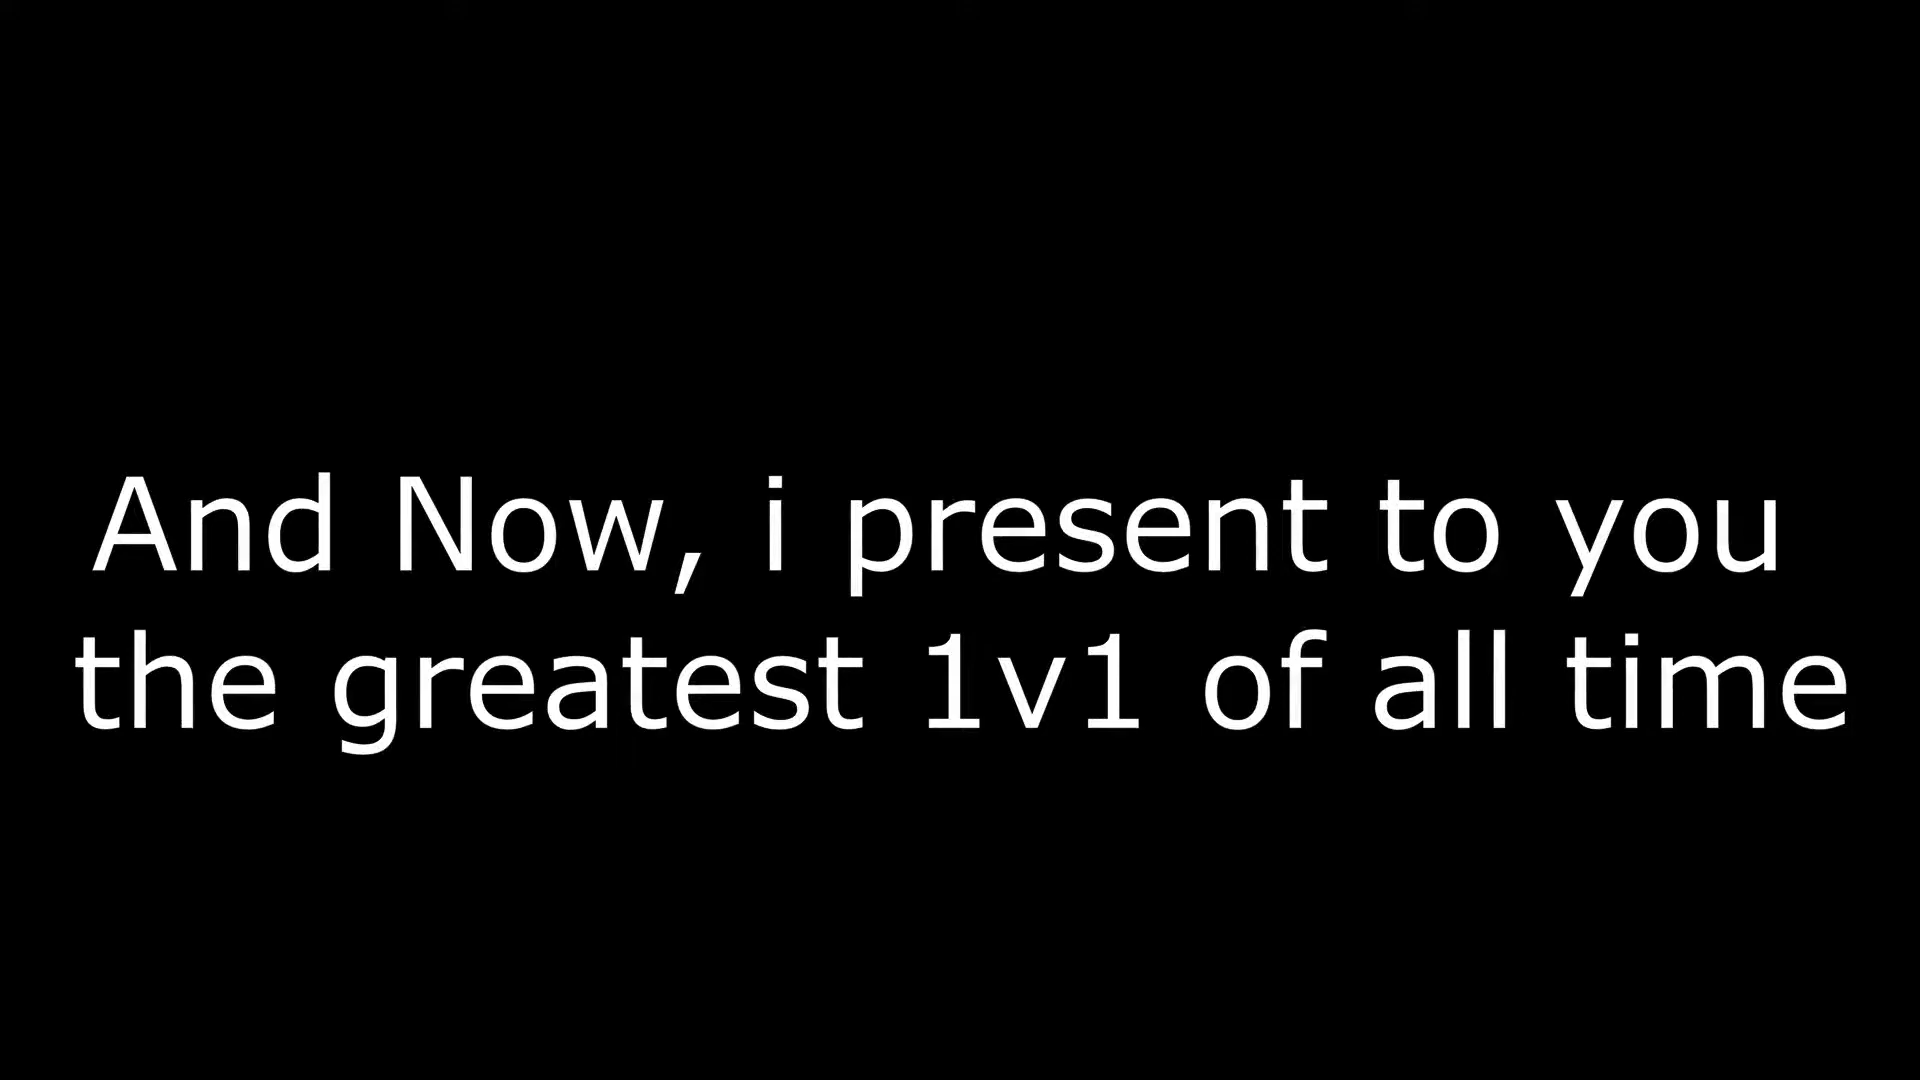 And Now, i present to you
the greatest 1v1 of all time